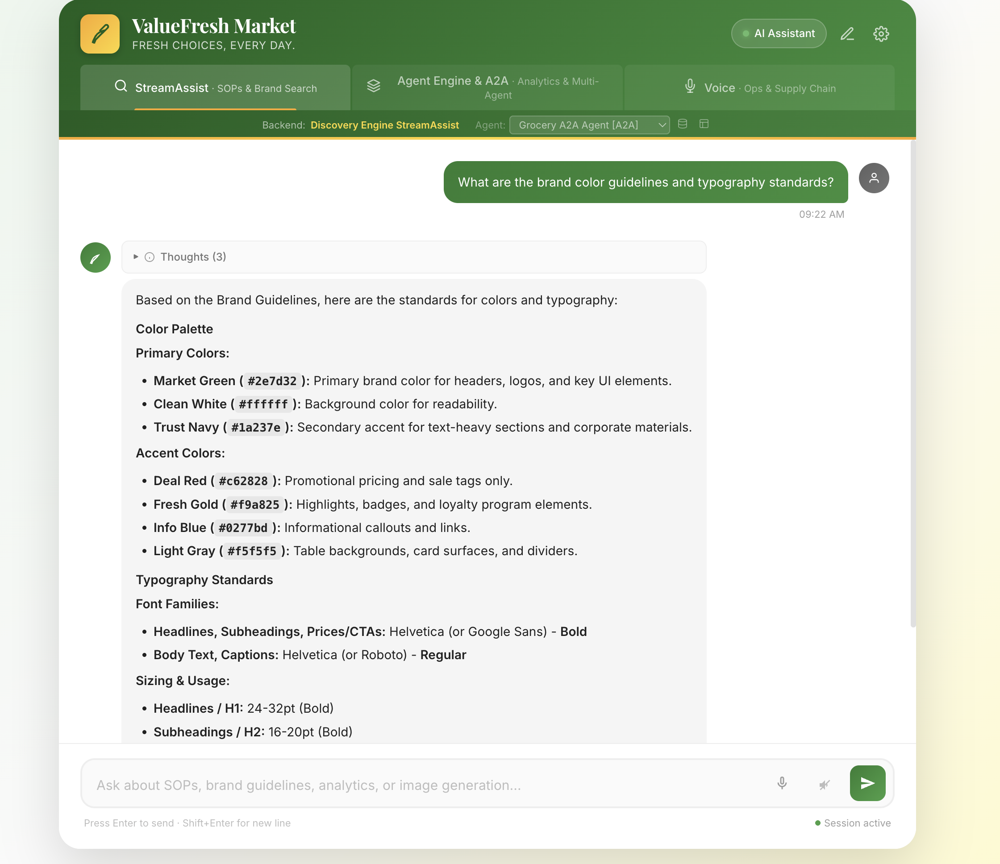 ValueFresh Market
FRESH CHOICES, EVERY DAY.
AI Assistant
StreamAssist · SOPs & Brand Search
Agent Engine & A2A · Analytics & Multi-
Agent
Voice · Ops & Supply Chain
Backend: Discovery Engine StreamAssist Agent: Grocery A2A Agent [A2A]
What are the brand color guidelines and typography standards?
09:22 AM
Thoughts (3)
Based on the Brand Guidelines, here are the standards for colors and typography:
Color Palette
Primary Colors:
• Market Green (#2e7d32): Primary brand color for headers, logos, and key UI elements.
• Clean White (#ffffff): Background color for readability.
• Trust Navy (#1a237e): Secondary accent for text-heavy sections and corporate materials.
Accent Colors:
• Deal Red (#c62828): Promotional pricing and sale tags only.
• Fresh Gold (#f9a825): Highlights, badges, and loyalty program elements.
• Info Blue (#0277bd): Informational callouts and links.
• Light Gray (#f5f5f5): Table backgrounds, card surfaces, and dividers.
Typography Standards
Font Families:
• Headlines, Subheadings, Prices/CTAs: Helvetica (or Google Sans) - Bold
• Body Text, Captions: Helvetica (or Roboto) - Regular
Sizing & Usage:
• Headlines / H1: 24-32pt (Bold)
• Subheadings / H2: 16-20pt (Bold)
Ask about SOPs, brand guidelines, analytics, or image generation...
Press Enter to send · Shift+Enter for new line
Session active